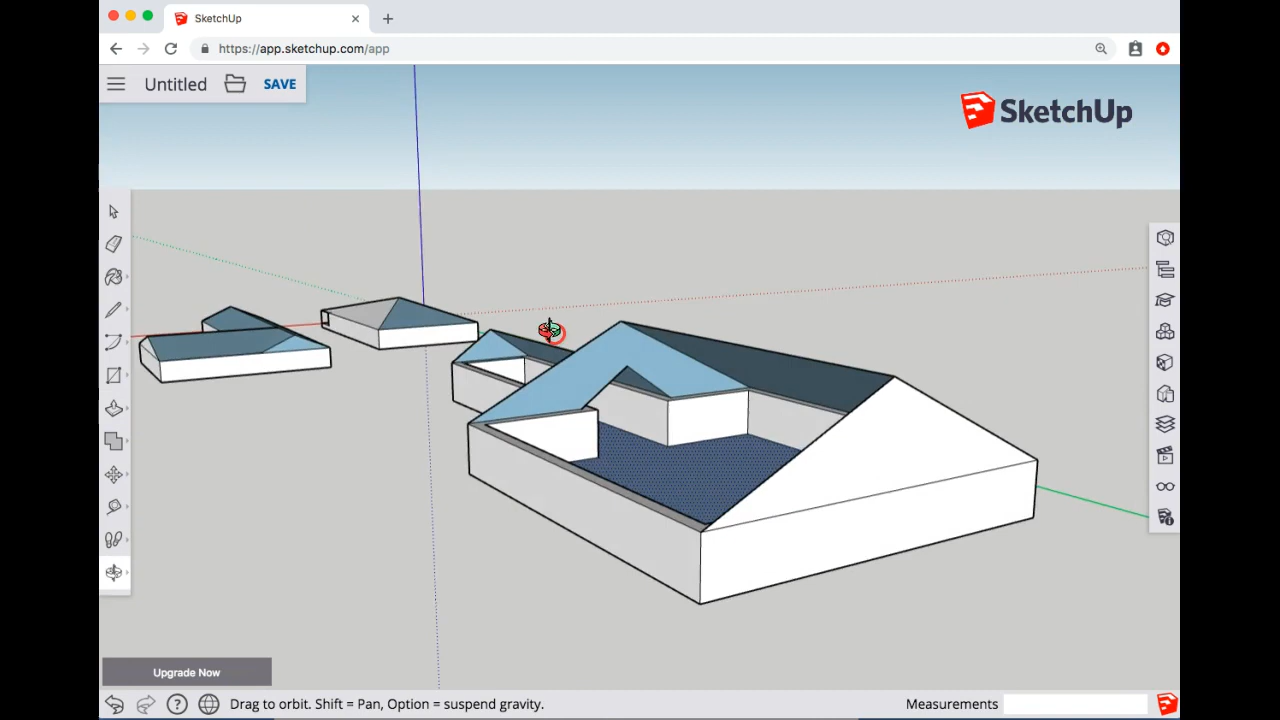 SketchUp
https://app.sketchup.com/app
Untitled
SAVE
SketchUp
Upgrade Now
Drag to orbit. Shift = Pan, Option = suspend gravity.
Measurements